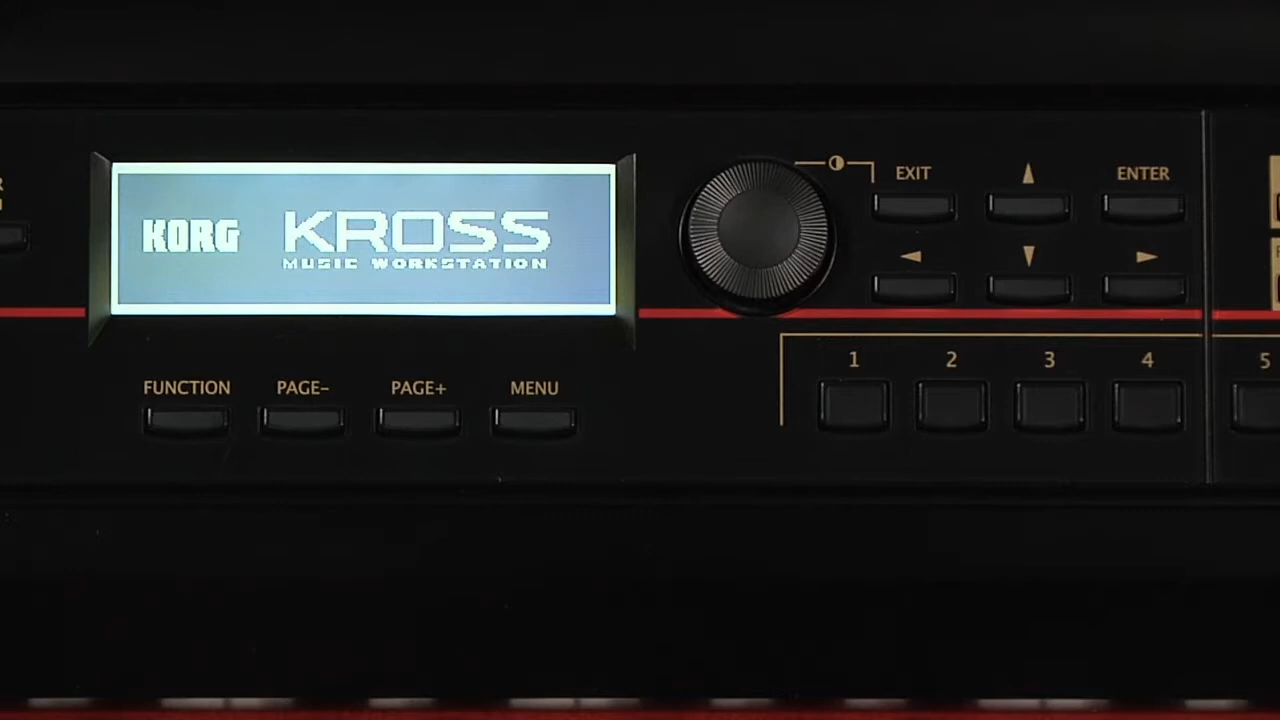 KORG KROSS
MUSIC WORKSTATION
EXIT
ENTER
FUNCTION PAGE- PAGE+ MENU
1 2 3 4 5